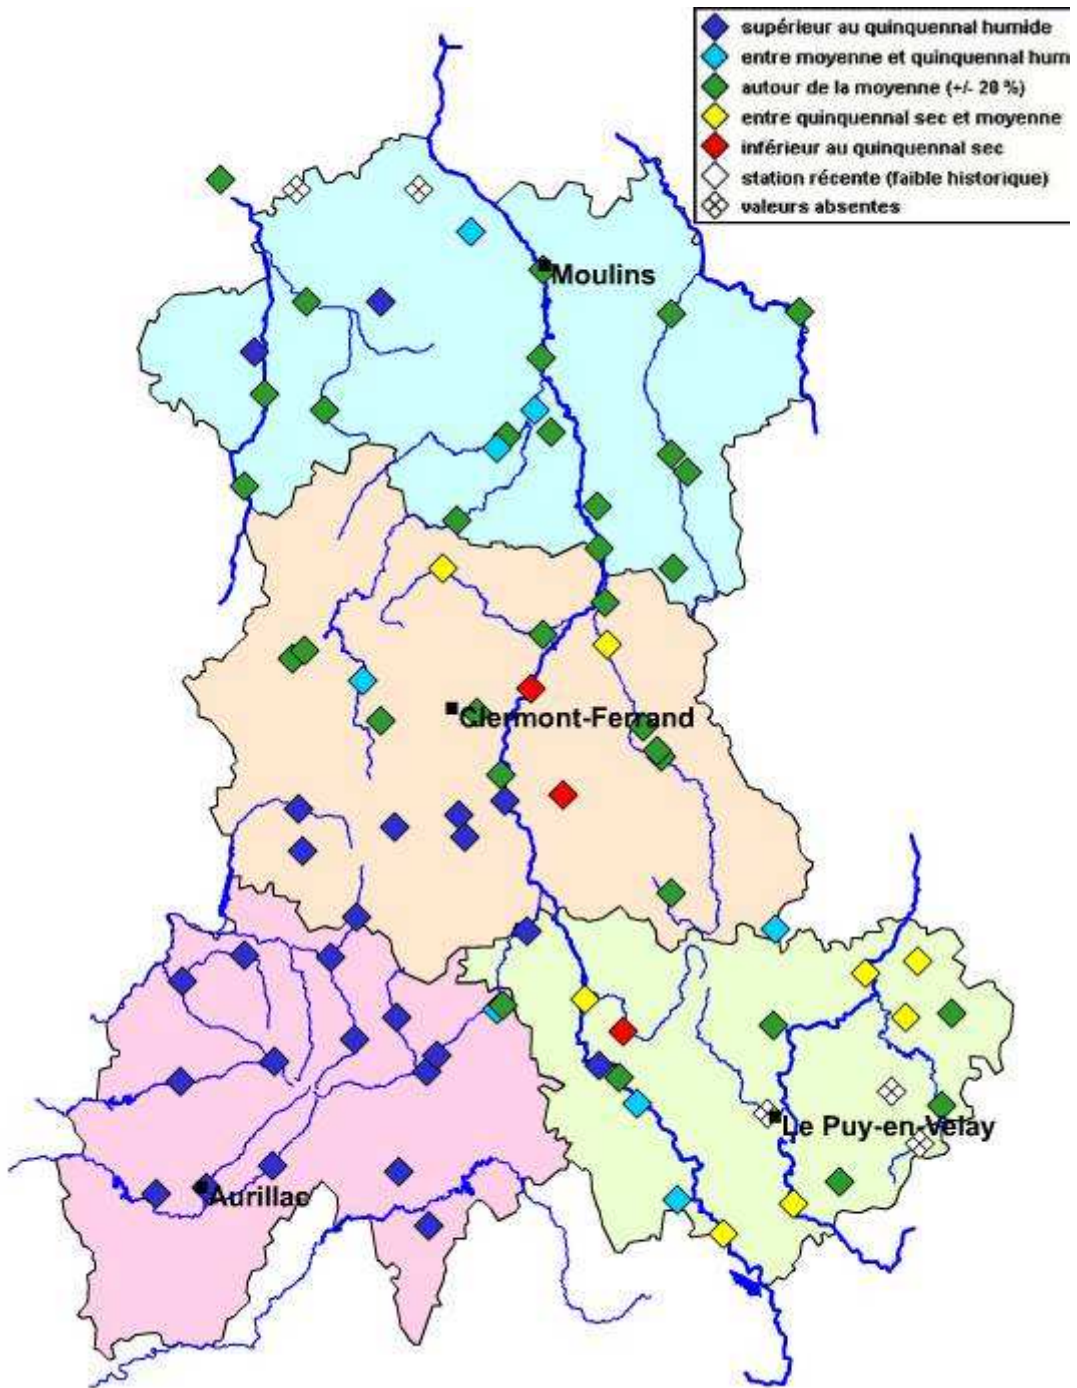 supérieur au quinquennal humide
entre moyenne et quinquennal hum
autour de la moyenne (+/- 20 %)
entre quinquennal sec et moyenne
inférieur au quinquennal sec
station récente (faible historique)
valeurs absentes
Moulins
Clermont-Ferrand
Le Puy-en-Velay
Aurillac